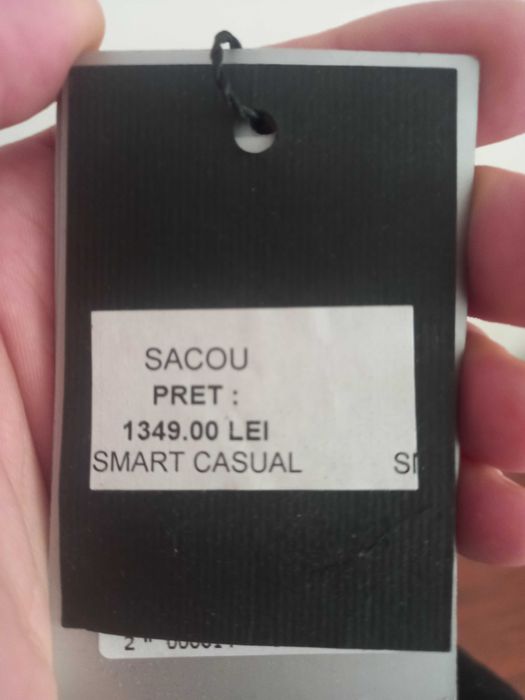 SACOU
PRET :
1349.00 LEI
SMART CASUAL